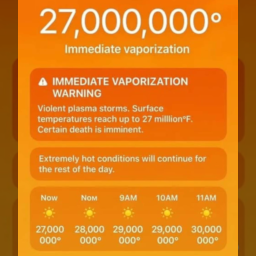 27,000,000°
Immediate vaporization
IMMEDIATE VAPORIZATION
WARNING
Violent plasma storms. Surface
temperatures reach up to 27 milllion°F.
Certain death is imminent.
Extremely hot conditions will continue for
the rest of the day.
Now Now 9AM 10AM 11AM
27,000 28,000 29,000 29,000 30,000
000° 000° 000° 000° 000°